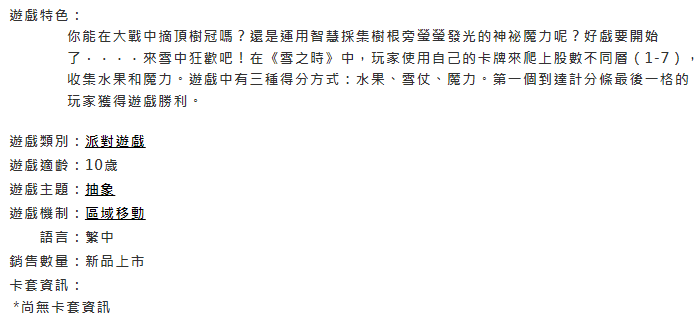 遊戲特色：
你能在大戰中摘頂樹冠嗎？還是運用智慧採集樹根旁螢螢發光的神祕魔力呢？好戲要開始
了．．．．來雪中狂歡吧！在《雪之時》中，玩家使用自己的卡牌來爬上股數不同層（1-7），
收集水果和魔力。遊戲中有三種得分方式：水果、雪仗、魔力。第一個到達計分條最後一格的
玩家獲得遊戲勝利。
遊戲類別：派對遊戲
遊戲適齡：10歲
遊戲主題：抽象
遊戲機制：區域移動
語言：繁中
銷售數量：新品上市
卡套資訊：
*尚無卡套資訊